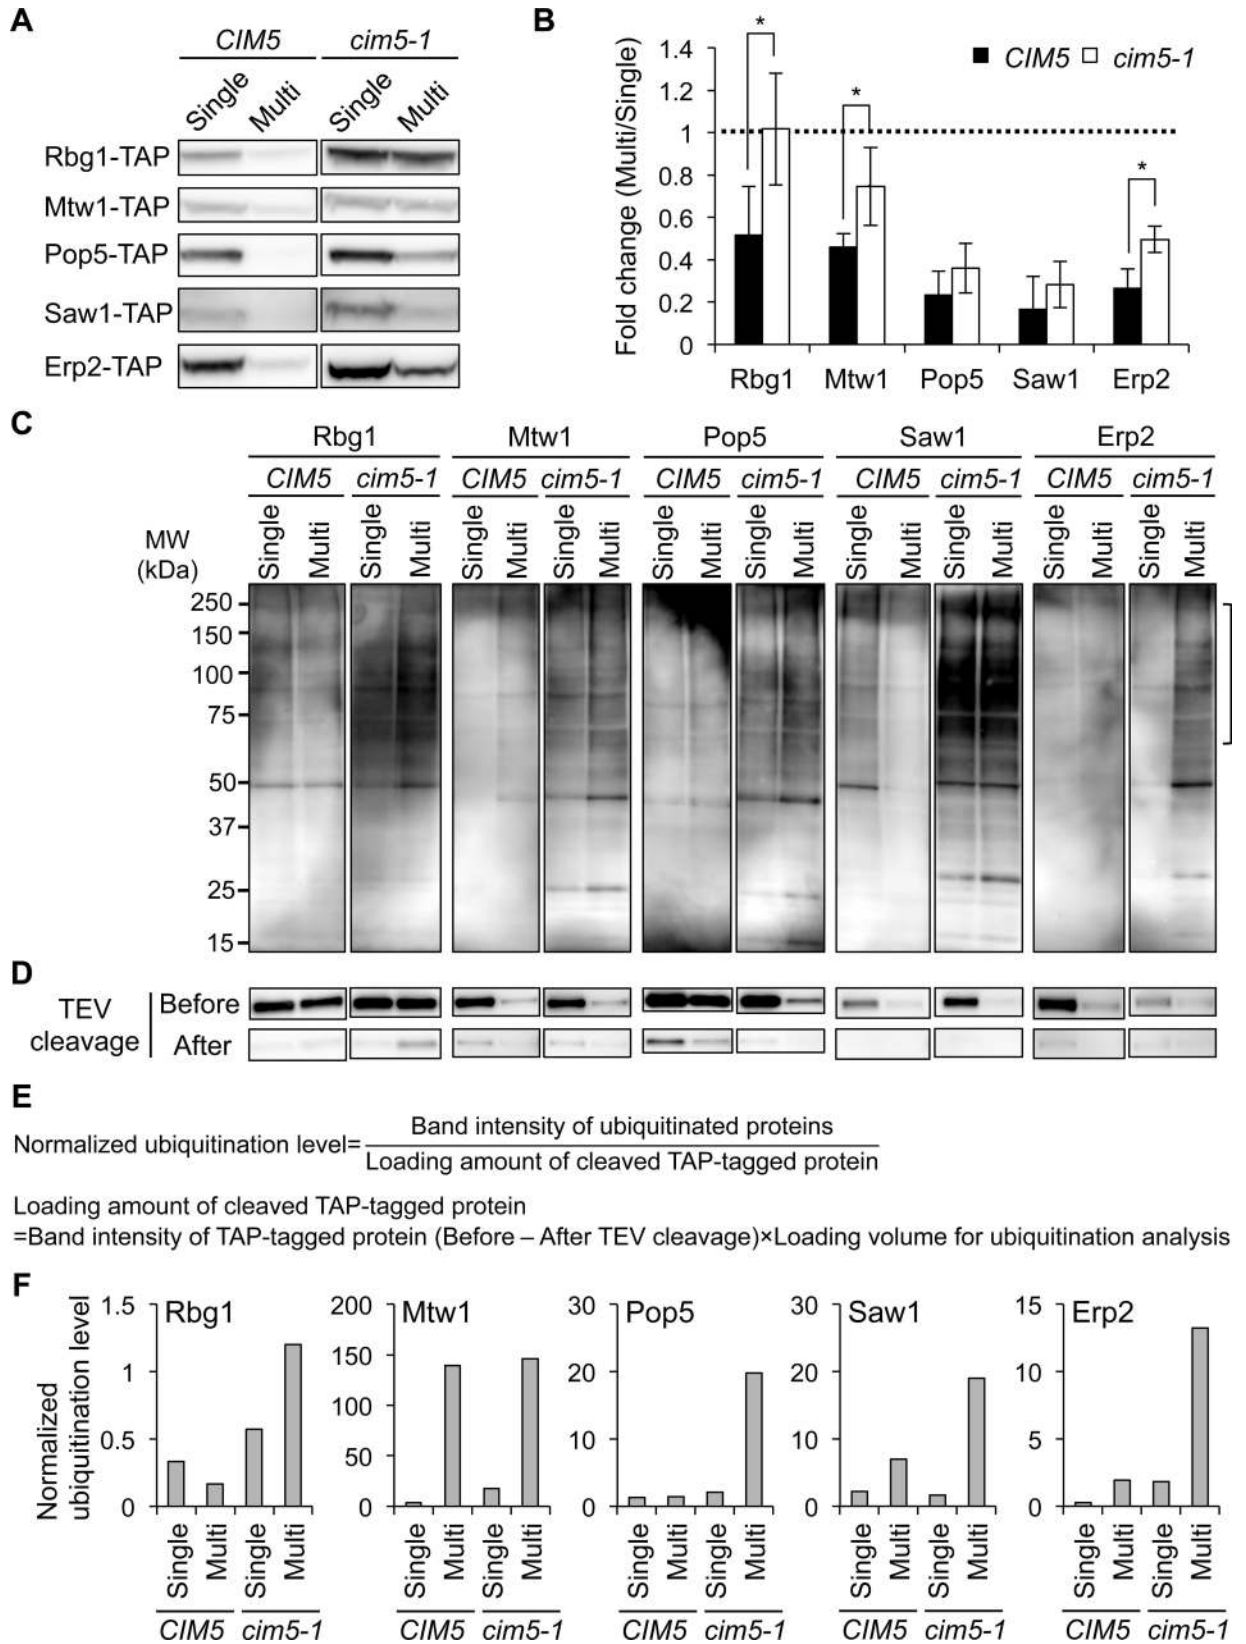 A
CIM5 cim5-1
Single Multi Single Multi
Rbg1-TAP
Mtw1-TAP
Pop5-TAP
Saw1-TAP
Erp2-TAP
B
Fold change (Multi/Single)
1.4
1.2
1
0.8
0.6
0.4
0.2
0
* * *
CIM5 cim5-1
Rbg1 Mtw1 Pop5 Saw1 Erp2
C
Rbg1 Mtw1 Pop5 Saw1 Erp2
CIM5 cim5-1 CIM5 cim5-1 CIM5 cim5-1 CIM5 cim5-1 CIM5 cim5-1
Single Multi Single Multi Single Multi Single Multi Single Multi Single Multi Single Multi Single Multi Single Multi Single Multi
MW
(kDa)
250
150
100
75
50
37
25
15
D
TEV
cleavage
Before
After
E
Normalized ubiquitination level=
Band intensity of ubiquitinated proteins
Loading amount of cleaved TAP-tagged protein
Loading amount of cleaved TAP-tagged protein
=Band intensity of TAP-tagged protein (Before – After TEV cleavage)×Loading volume for ubiquitination analysis
F
Normalized
ubiquitination level
Rbg1
1.5
1
0.5
0
Single Multi Single Multi
CIM5 cim5-1
Mtw1
200
150
100
50
0
Single Multi Single Multi
CIM5 cim5-1
Pop5
30
20
10
0
Single Multi Single Multi
CIM5 cim5-1
Saw1
30
20
10
0
Single Multi Single Multi
CIM5 cim5-1
Erp2
15
10
5
0
Single Multi Single Multi
CIM5 cim5-1